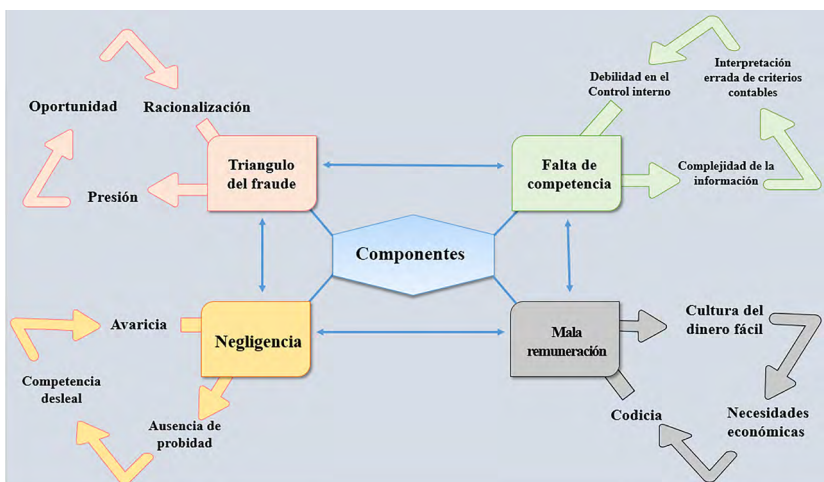 Oportunidad
Racionalización
Presión
Triangulo
del fraude
Debilidad en el
Control interno
Interpretación
errada de criterios
contables
Falta de
competencia
Complejidad de la
información
Componentes
Avaricia
Negligencia
Competencia
desleal
Ausencia de
probidad
Mala
remuneración
Cultura del
dinero fácil
Codicia
Necesidades
económicas